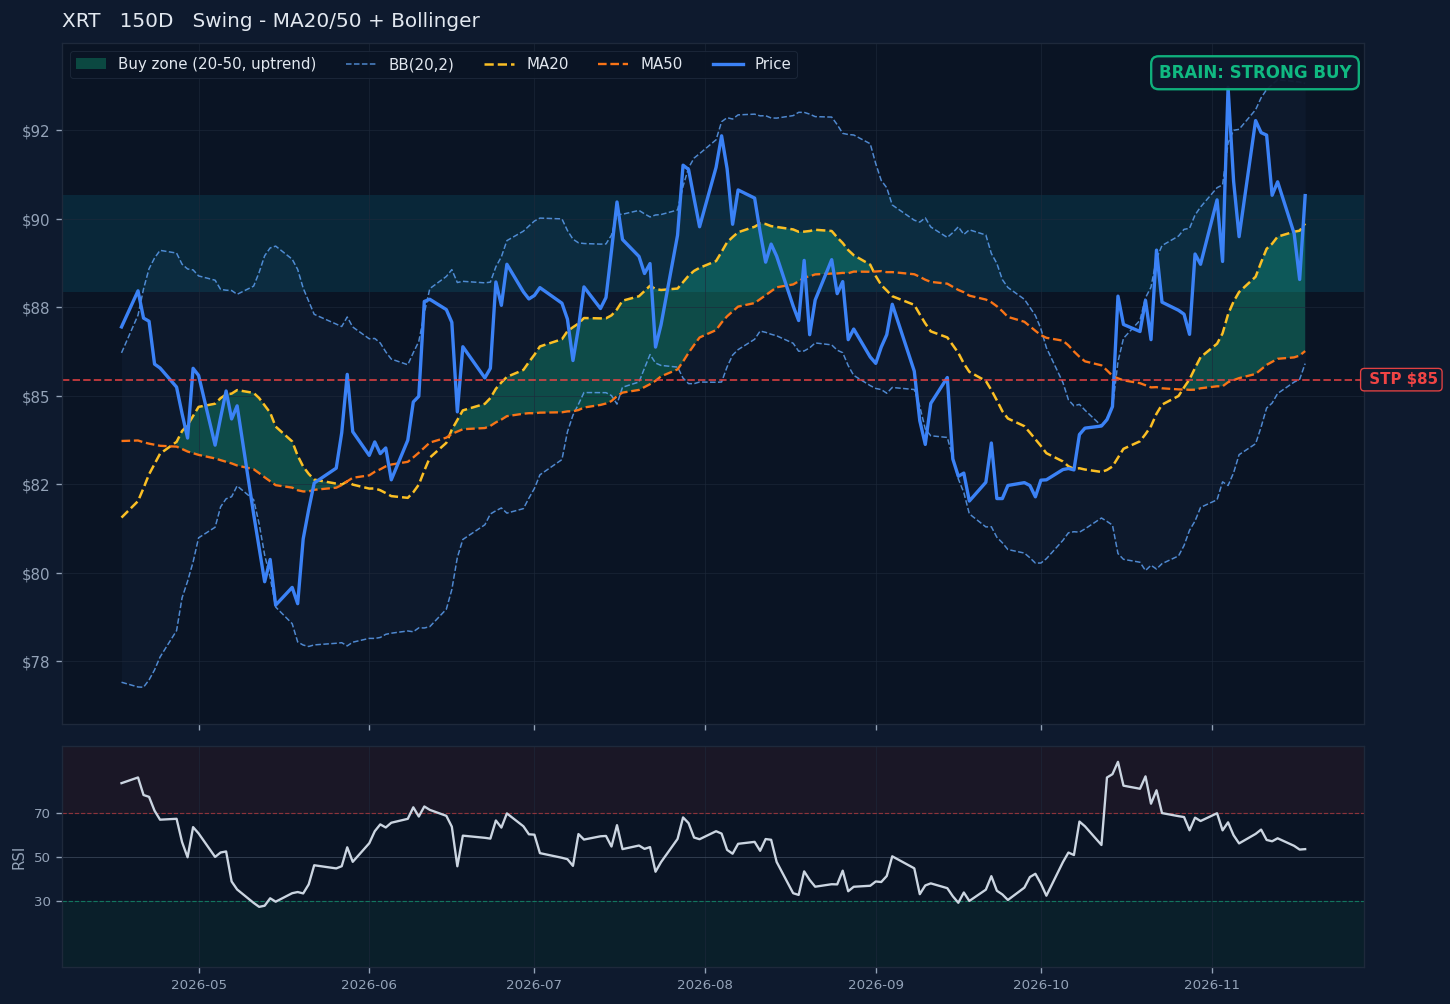 XRT   150D   Swing - MA20/50 + Bollinger
Buy zone (20-50, uptrend)   BB(20,2)   MA20   MA50   Price
BRAIN: STRONG BUY
$92
$90
$88
$85
$82
$80
$78
STP $85
RSI
70
50
30
2026-05   2026-06   2026-07   2026-08   2026-09   2026-10   2026-11